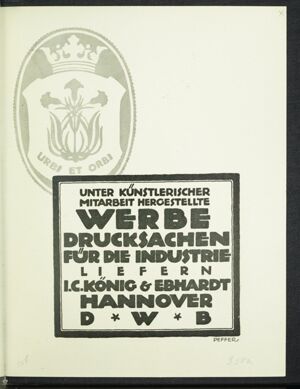 URBI ET ORBI
UNTER KÜNSTLERISCHER
MITARBEIT HERGESTELLTE
WERBE
DRUCKSACHEN
FÜR DIE INDUSTRIE
LIEFERN
I.C.KÖNIG & EBHARDT
HANNOVER
D * W * B
PEFFER